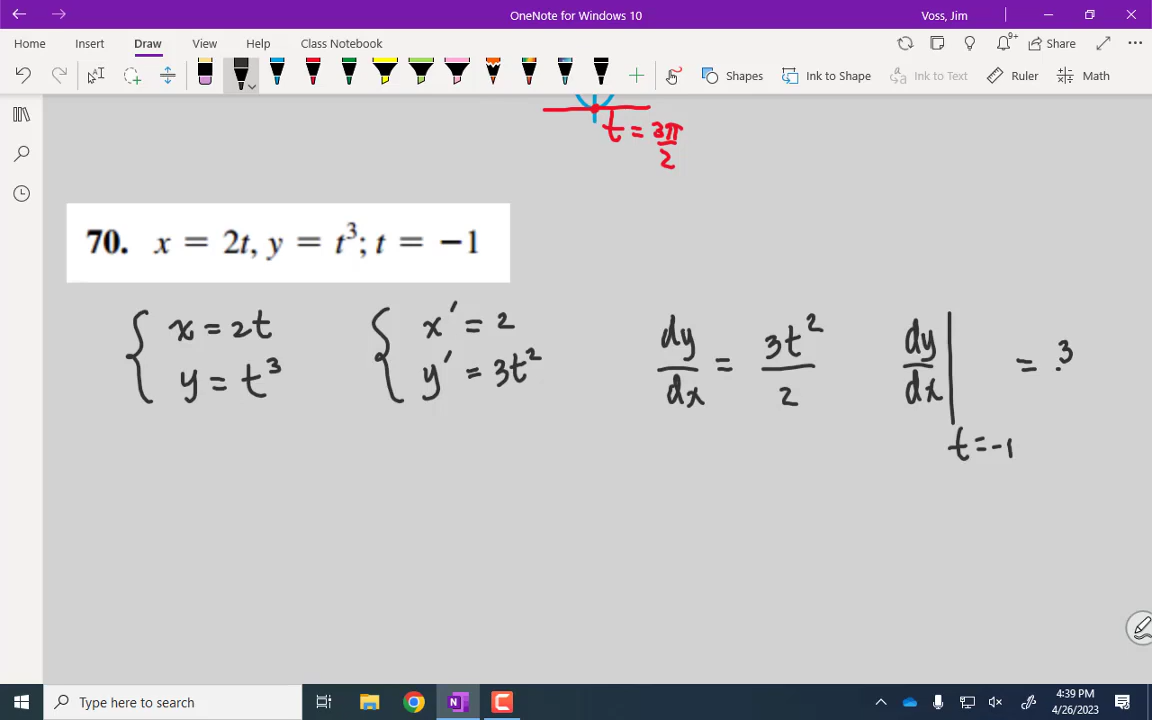 OneNote for Windows 10
Voss, Jim
Home Insert Draw View Help Class Notebook
9+
Share
Shapes Ink to Shape Ink to Text Ruler Math
t = 3π/2
70. x = 2t, y = t³; t = −1
x = 2t
y = t³
x' = 2
y' = 3t²
dy/dx = 3t²/2
dy/dx | t=-1 = 3
Type here to search
4:39 PM
4/26/2023